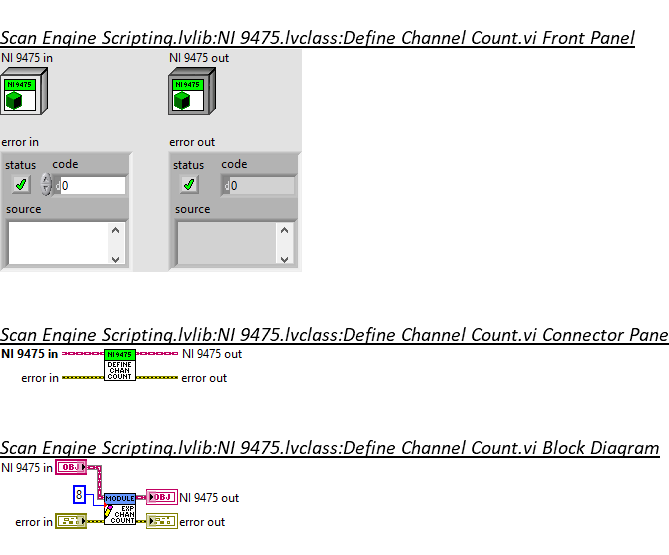 Scan Engine Scripting.lvlib:NI 9475.lvclass:Define Channel Count.vi Front Panel
NI 9475 in NI 9475 out
NI 9475 NI 9475
error in error out
status code status code
d 0 d 0
source source
Scan Engine Scripting.lvlib:NI 9475.lvclass:Define Channel Count.vi Connector Pane
NI 9475 in NI 9475 NI 9475 out
DEFINE
CHAN
error in COUNT error out
Scan Engine Scripting.lvlib:NI 9475.lvclass:Define Channel Count.vi Block Diagram
NI 9475 in OBJ
8 MODULE OBJ NI 9475 out
EXP
CHAN
error in COUNT error out